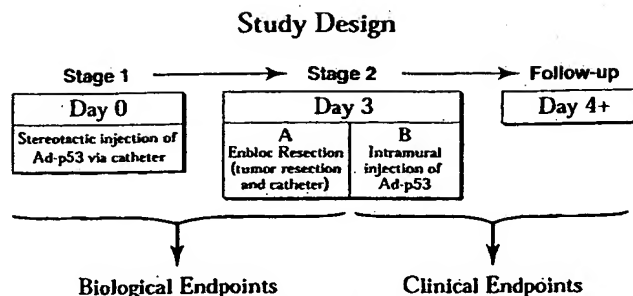 Study Design
Stage 1 Stage 2 Follow-up
Day 0 Day 3 Day 4+
Stereotactic injection of
Ad-p53 via catheter
A B
Enbloc Resection Intramural
(tumor resection injection of
and catheter) Ad-p53
Biological Endpoints Clinical Endpoints